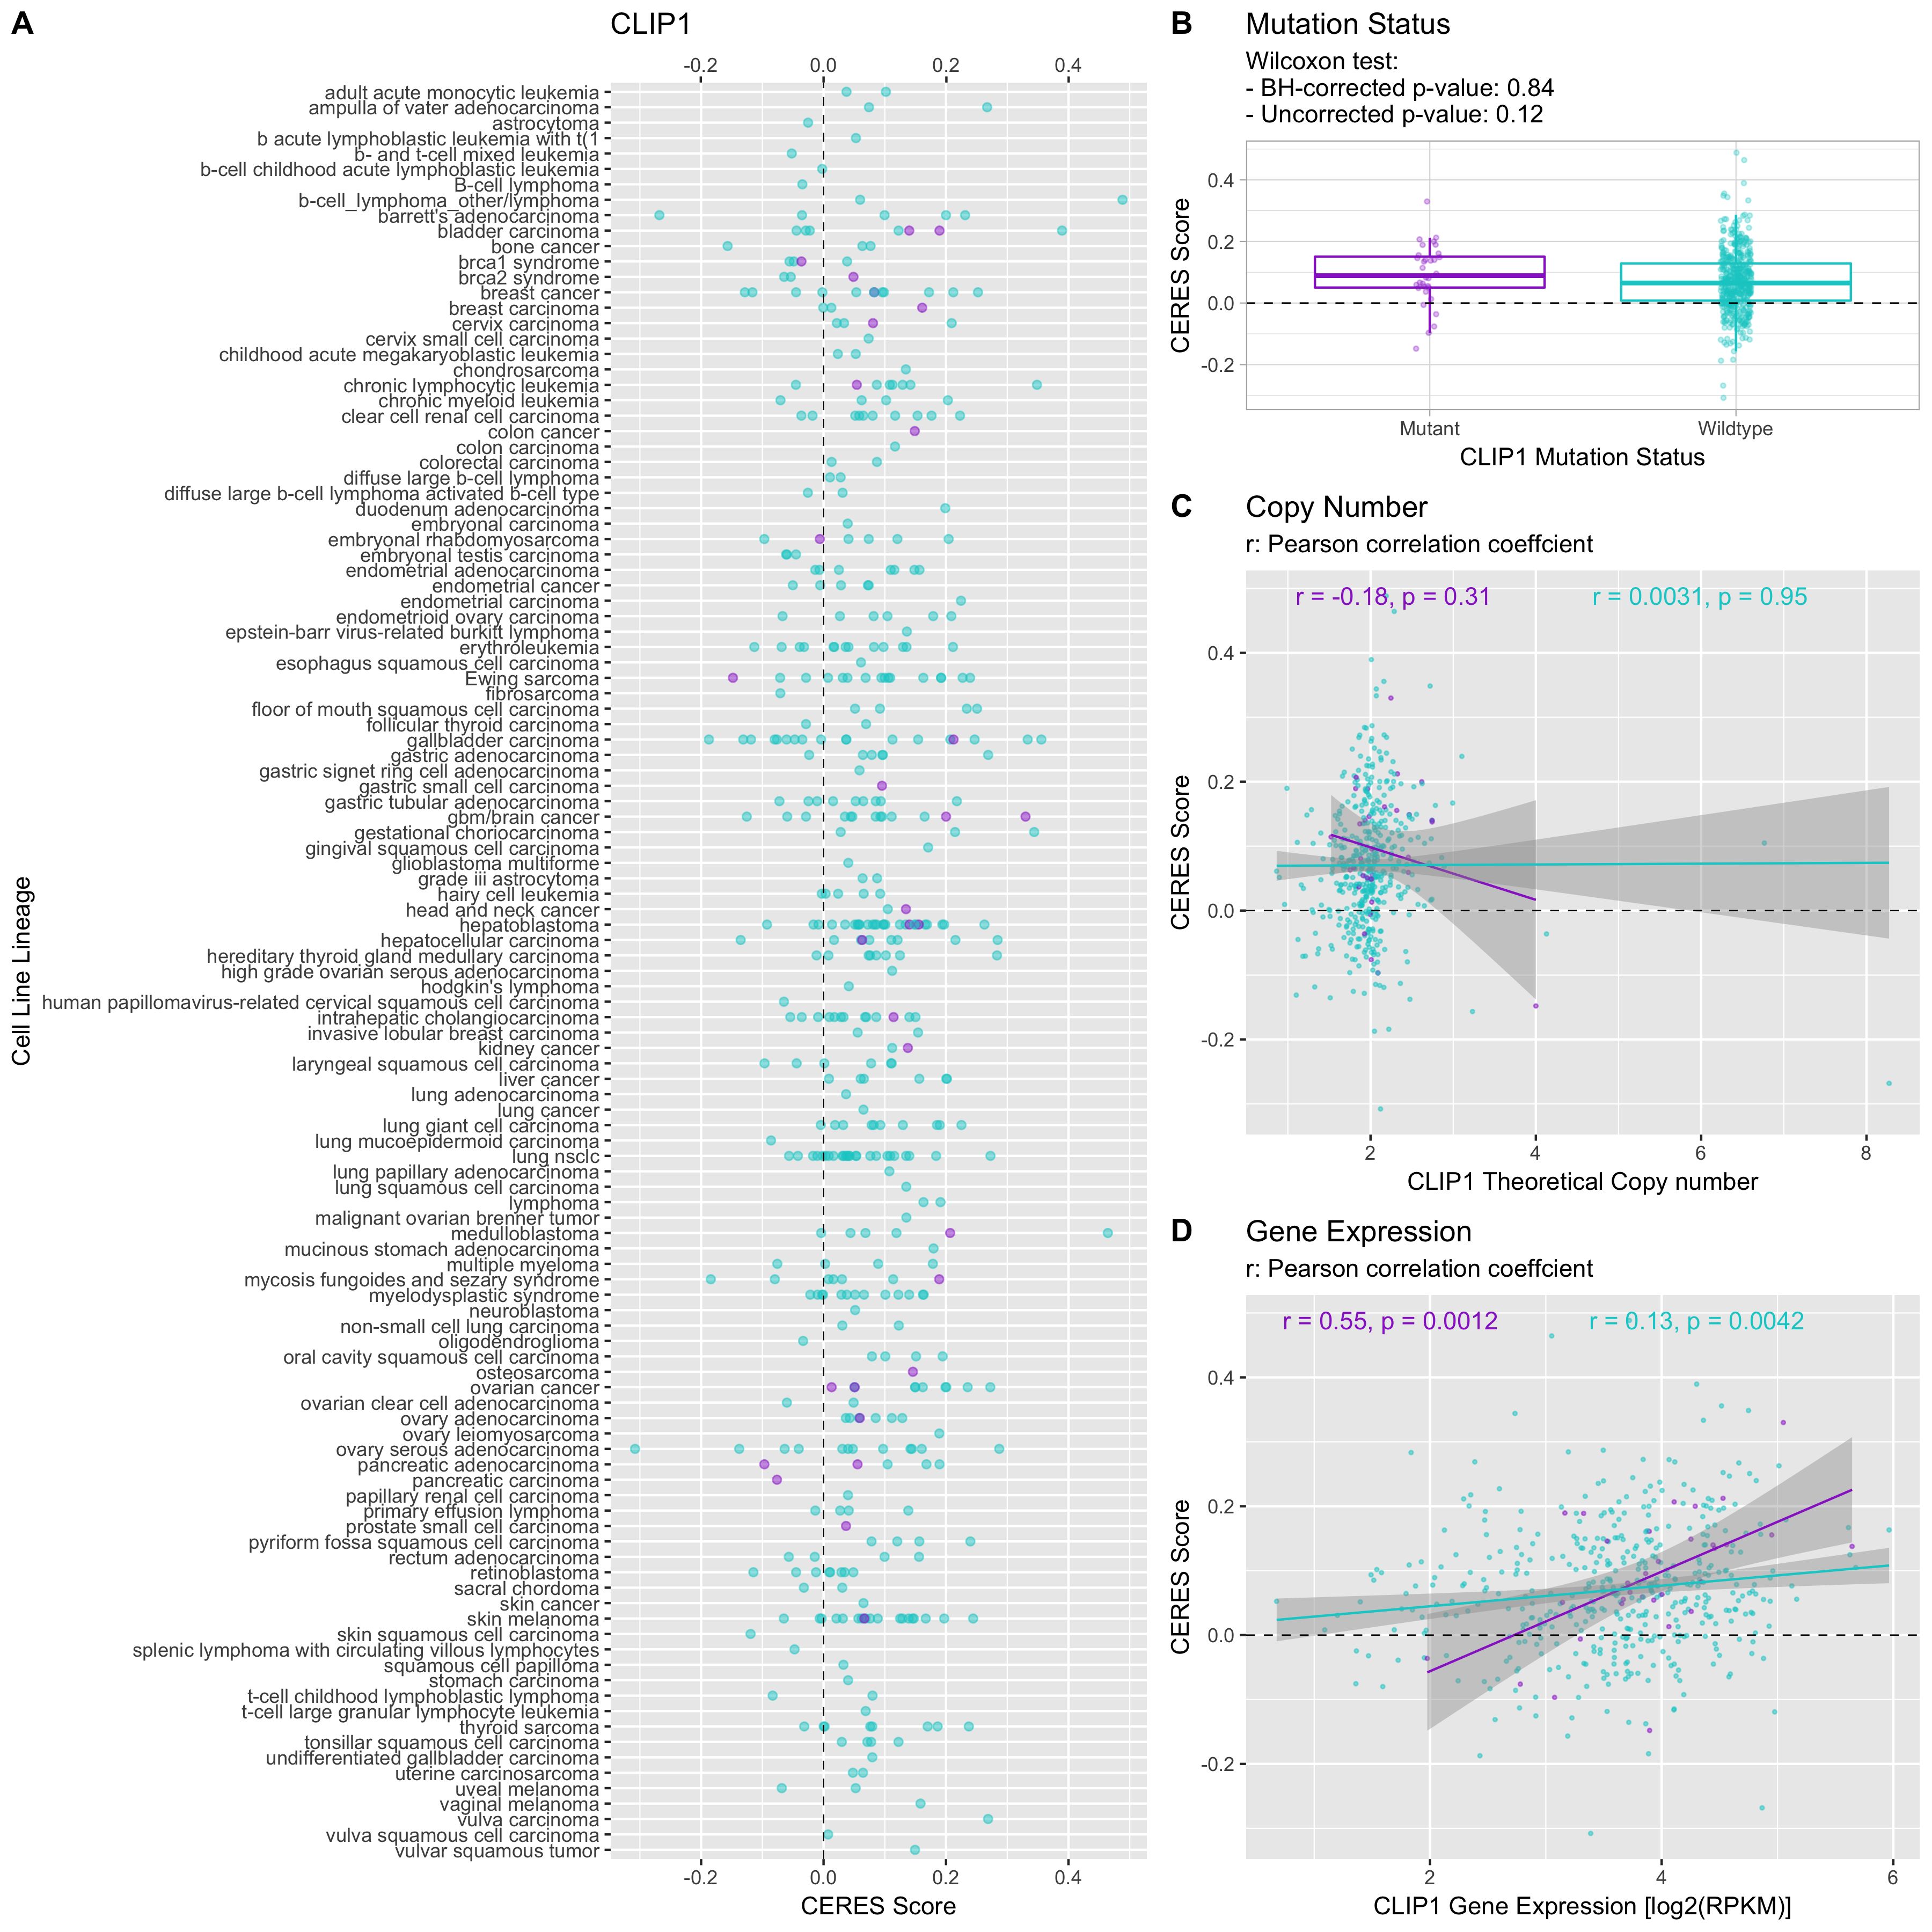 A
CLIP1
-0.2 0.0 0.2 0.4
Cell Line Lineage
adult acute monocytic leukemia
ampulla of vater adenocarcinoma
astrocytoma
b acute lymphoblastic leukemia with t(1
b- and t-cell mixed leukemia
b-cell childhood acute lymphoblastic leukemia
B-cell lymphoma
b-cell_lymphoma_other/lymphoma
barrett's adenocarcinoma
bladder carcinoma
bone cancer
brca1 syndrome
brca2 syndrome
breast cancer
breast carcinoma
cervix carcinoma
cervix small cell carcinoma
childhood acute megakaryoblastic leukemia
chondrosarcoma
chronic lymphocytic leukemia
chronic myeloid leukemia
clear cell renal cell carcinoma
colon cancer
colon carcinoma
colorectal carcinoma
diffuse large b-cell lymphoma
diffuse large b-cell lymphoma activated b-cell type
duodenum adenocarcinoma
embryonal carcinoma
embryonal rhabdomyosarcoma
embryonal testis carcinoma
endometrial adenocarcinoma
endometrial cancer
endometrial carcinoma
endometrioid ovary carcinoma
epstein-barr virus-related burkitt lymphoma
erythroleukemia
esophagus squamous cell carcinoma
Ewing sarcoma
fibrosarcoma
floor of mouth squamous cell carcinoma
follicular thyroid carcinoma
gallbladder carcinoma
gastric adenocarcinoma
gastric signet ring cell adenocarcinoma
gastric small cell carcinoma
gastric tubular adenocarcinoma
gbm/brain cancer
gestational choriocarcinoma
gingival squamous cell carcinoma
glioblastoma multiforme
grade iii astrocytoma
hairy cell leukemia
head and neck cancer
hepatoblastoma
hepatocellular carcinoma
hereditary thyroid gland medullary carcinoma
high grade ovarian serous adenocarcinoma
hodgkin's lymphoma
human papillomavirus-related cervical squamous cell carcinoma
intrahepatic cholangiocarcinoma
invasive lobular breast carcinoma
kidney cancer
laryngeal squamous cell carcinoma
liver cancer
lung adenocarcinoma
lung cancer
lung giant cell carcinoma
lung mucoepidermoid carcinoma
lung nsclc
lung papillary adenocarcinoma
lung squamous cell carcinoma
lymphoma
malignant ovarian brenner tumor
medulloblastoma
mucinous stomach adenocarcinoma
multiple myeloma
mycosis fungoides and sezary syndrome
myelodysplastic syndrome
neuroblastoma
non-small cell lung carcinoma
oligodendroglioma
oral cavity squamous cell carcinoma
osteosarcoma
ovarian cancer
ovarian clear cell adenocarcinoma
ovary adenocarcinoma
ovary leiomyosarcoma
ovary serous adenocarcinoma
pancreatic adenocarcinoma
pancreatic carcinoma
papillary renal cell carcinoma
primary effusion lymphoma
prostate small cell carcinoma
pyriform fossa squamous cell carcinoma
rectum adenocarcinoma
retinoblastoma
sacral chordoma
skin cancer
skin melanoma
skin squamous cell carcinoma
splenic lymphoma with circulating villous lymphocytes
squamous cell papilloma
stomach carcinoma
t-cell childhood lymphoblastic lymphoma
t-cell large granular lymphocyte leukemia
thyroid sarcoma
tonsillar squamous cell carcinoma
undifferentiated gallbladder carcinoma
uterine carcinosarcoma
uveal melanoma
vaginal melanoma
vulva carcinoma
vulva squamous cell carcinoma
vulvar squamous tumor
-0.2 0.0 0.2 0.4
CERES Score
B
Mutation Status
Wilcoxon test:
- BH-corrected p-value: 0.84
- Uncorrected p-value: 0.12
CERES Score
0.4
0.2
0.0
-0.2
Mutant Wildtype
CLIP1 Mutation Status
C
Copy Number
r: Pearson correlation coeffcient
r = -0.18, p = 0.31 r = 0.0031, p = 0.95
CERES Score
0.4
0.2
0.0
-0.2
2 4 6 8
CLIP1 Theoretical Copy number
D
Gene Expression
r: Pearson correlation coeffcient
r = 0.55, p = 0.0012 r = 0.13, p = 0.0042
CERES Score
0.4
0.2
0.0
-0.2
2 4 6
CLIP1 Gene Expression [log2(RPKM)]